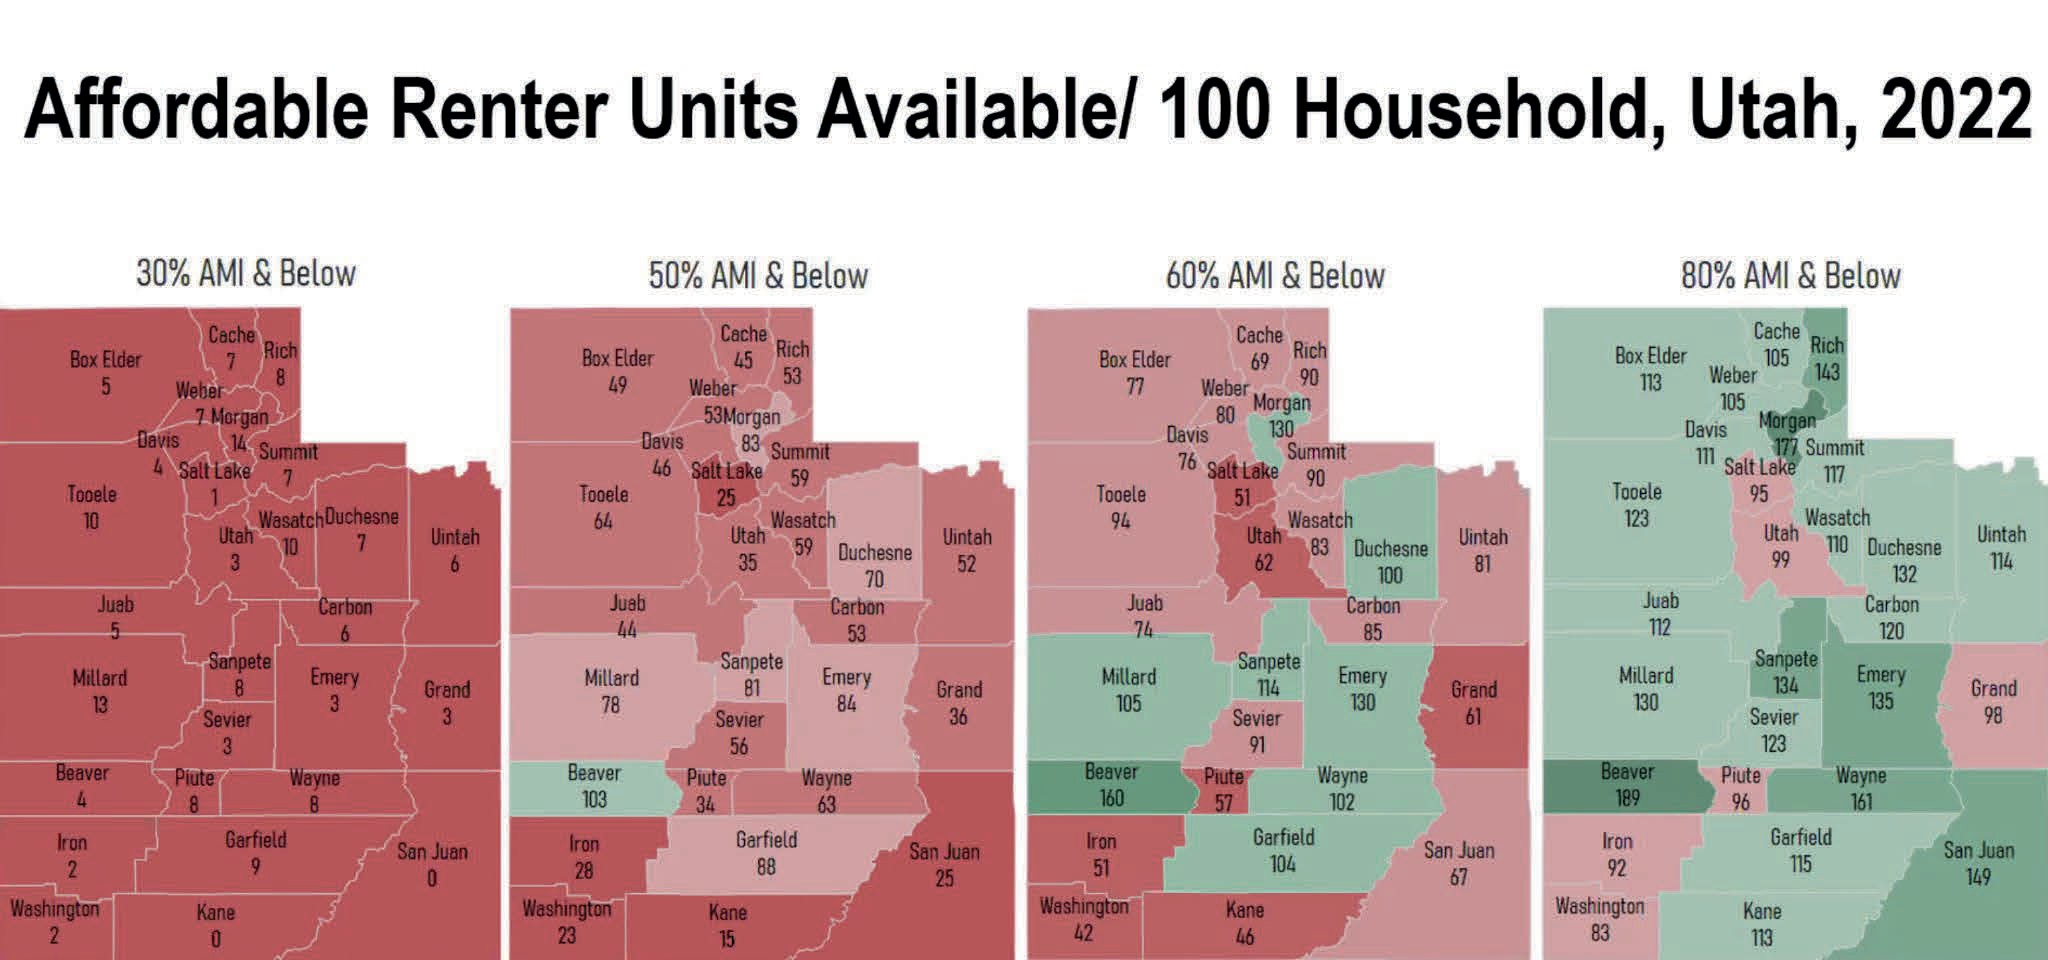 Affordable Renter Units Available/ 100 Household, Utah, 2022
30% AMI & Below
Box Elder
5
Cache
7
Rich
8
Weber
7
Morgan
14
Davis
4
Salt Lake
1
Summit
7
Tooele
10
Utah
3
Wasatch
10
Duchesne
7
Uintah
6
Juab
5
Carbon
6
Millard
13
Sanpete
8
Emery
3
Grand
3
Sevier
3
Beaver
4
Piute
8
Wayne
8
Iron
2
Garfield
9
San Juan
0
Washington
2
Kane
0
50% AMI & Below
Box Elder
49
Cache
45
Rich
53
Weber
53
Morgan
83
Davis
46
Salt Lake
25
Summit
59
Tooele
64
Utah
35
Wasatch
59
Duchesne
70
Uintah
52
Juab
44
Carbon
53
Millard
78
Sanpete
81
Emery
84
Grand
36
Sevier
56
Beaver
103
Piute
34
Wayne
63
Iron
28
Garfield
88
San Juan
25
Washington
23
Kane
15
60% AMI & Below
Box Elder
77
Cache
69
Rich
90
Weber
80
Morgan
130
Davis
76
Salt Lake
51
Summit
90
Tooele
94
Utah
62
Wasatch
83
Duchesne
100
Uintah
81
Juab
74
Carbon
85
Millard
105
Sanpete
114
Emery
130
Grand
61
Sevier
91
Beaver
160
Piute
57
Wayne
102
Iron
51
Garfield
104
San Juan
67
Washington
42
Kane
46
80% AMI & Below
Box Elder
113
Cache
105
Rich
143
Weber
105
Morgan
177
Davis
111
Salt Lake
95
Summit
117
Tooele
123
Utah
99
Wasatch
110
Duchesne
132
Uintah
114
Juab
112
Carbon
120
Millard
130
Sanpete
134
Emery
135
Grand
98
Sevier
123
Beaver
189
Piute
96
Wayne
161
Iron
92
Garfield
115
San Juan
149
Washington
83
Kane
113